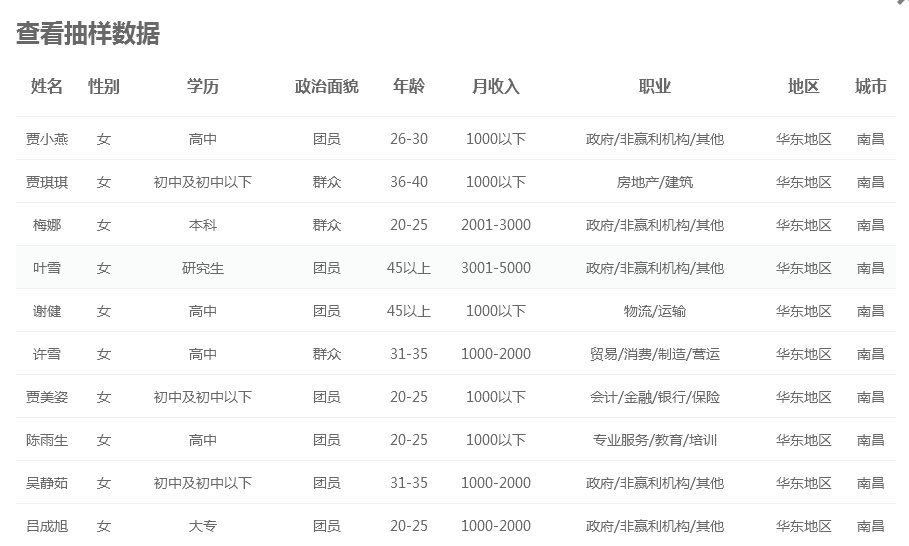 查看抽样数据
姓名 性别 学历 政治面貌 年龄 月收入 职业 地区 城市
贾小燕 女 高中 团员 26-30 1000以下 政府/非赢利机构/其他 华东地区 南昌
贾琪琪 女 初中及初中以下 群众 36-40 1000以下 房地产/建筑 华东地区 南昌
梅娜 女 本科 群众 20-25 2001-3000 政府/非赢利机构/其他 华东地区 南昌
叶雪 女 研究生 团员 45以上 3001-5000 政府/非赢利机构/其他 华东地区 南昌
谢健 女 高中 团员 45以上 1000以下 物流/运输 华东地区 南昌
许雪 女 高中 群众 31-35 1000-2000 贸易/消费/制造/营运 华东地区 南昌
贾美姿 女 初中及初中以下 团员 20-25 1000以下 会计/金融/银行/保险 华东地区 南昌
陈雨生 女 高中 团员 20-25 1000以下 专业服务/教育/培训 华东地区 南昌
吴静茹 女 初中及初中以下 团员 31-35 1000-2000 政府/非赢利机构/其他 华东地区 南昌
吕成旭 女 大专 团员 20-25 1000-2000 政府/非赢利机构/其他 华东地区 南昌